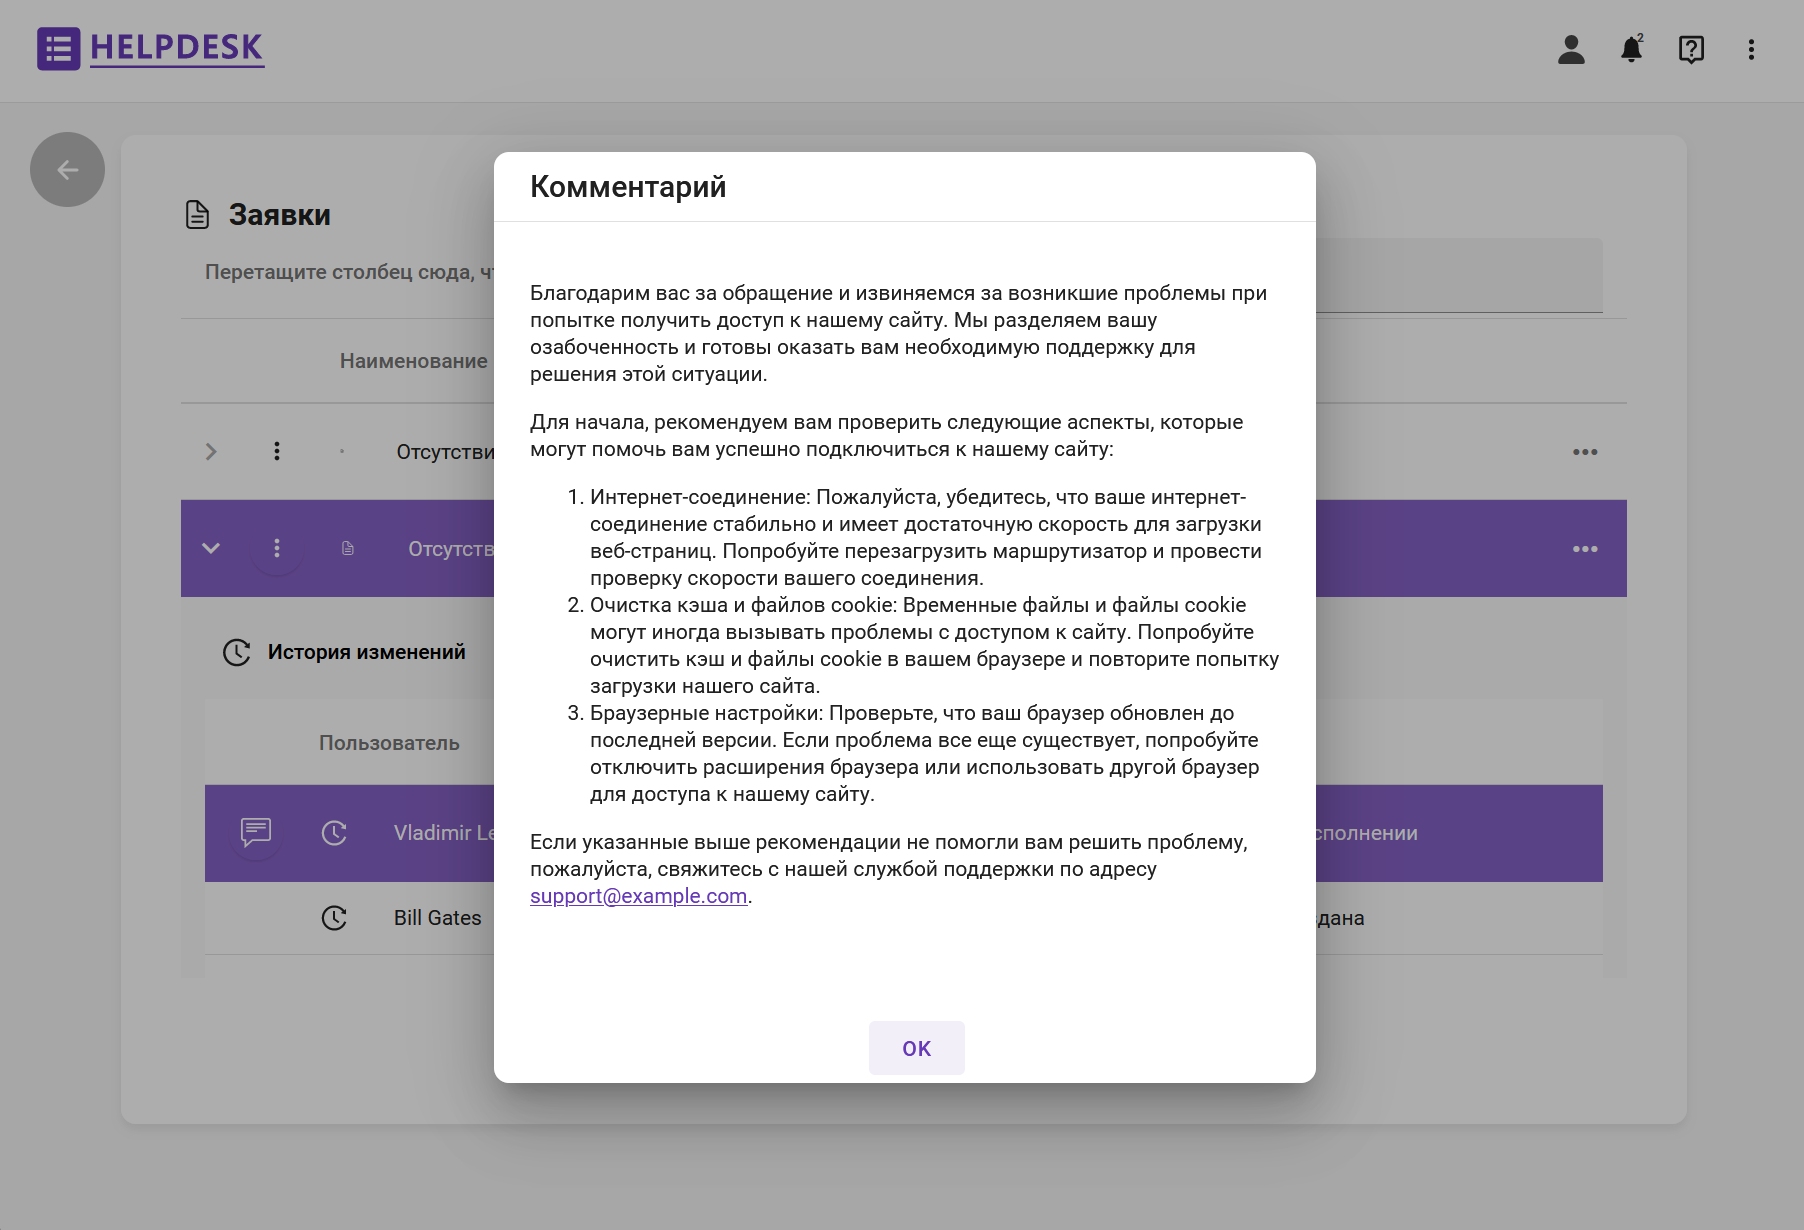 HELPDESK
2
Комментарий
Заявки
Перетащите столбец сюда,
Благодарим вас за обращение и извиняемся за возникшие проблемы при
попытке получить доступ к нашему сайту. Мы разделяем вашу
озабоченность и готовы оказать вам необходимую поддержку для
решения этой ситуации.
Наименование
Для начала, рекомендуем вам проверить следующие аспекты, которые
могут помочь вам успешно подключиться к нашему сайту:
Отсутстви
1. Интернет-соединение: Пожалуйста, убедитесь, что ваше интернет-
соединение стабильно и имеет достаточную скорость для загрузки
веб-страниц. Попробуйте перезагрузить маршрутизатор и провести
проверку скорости вашего соединения.
Отсутств
2. Очистка кэша и файлов cookie: Временные файлы и файлы cookie
могут иногда вызывать проблемы с доступом к сайту. Попробуйте
очистить кэш и файлы cookie в вашем браузере и повторите попытку
загрузки нашего сайта.
История изменений
3. Браузерные настройки: Проверьте, что ваш браузер обновлен до
последней версии. Если проблема все еще существует, попробуйте
отключить расширения браузера или использовать другой браузер
для доступа к нашему сайту.
Пользователь
Vladimir Le
сполнении
Если указанные выше рекомендации не помогли вам решить проблему,
пожалуйста, свяжитесь с нашей службой поддержки по адресу
support@example.com.
Bill Gates
здана
OK